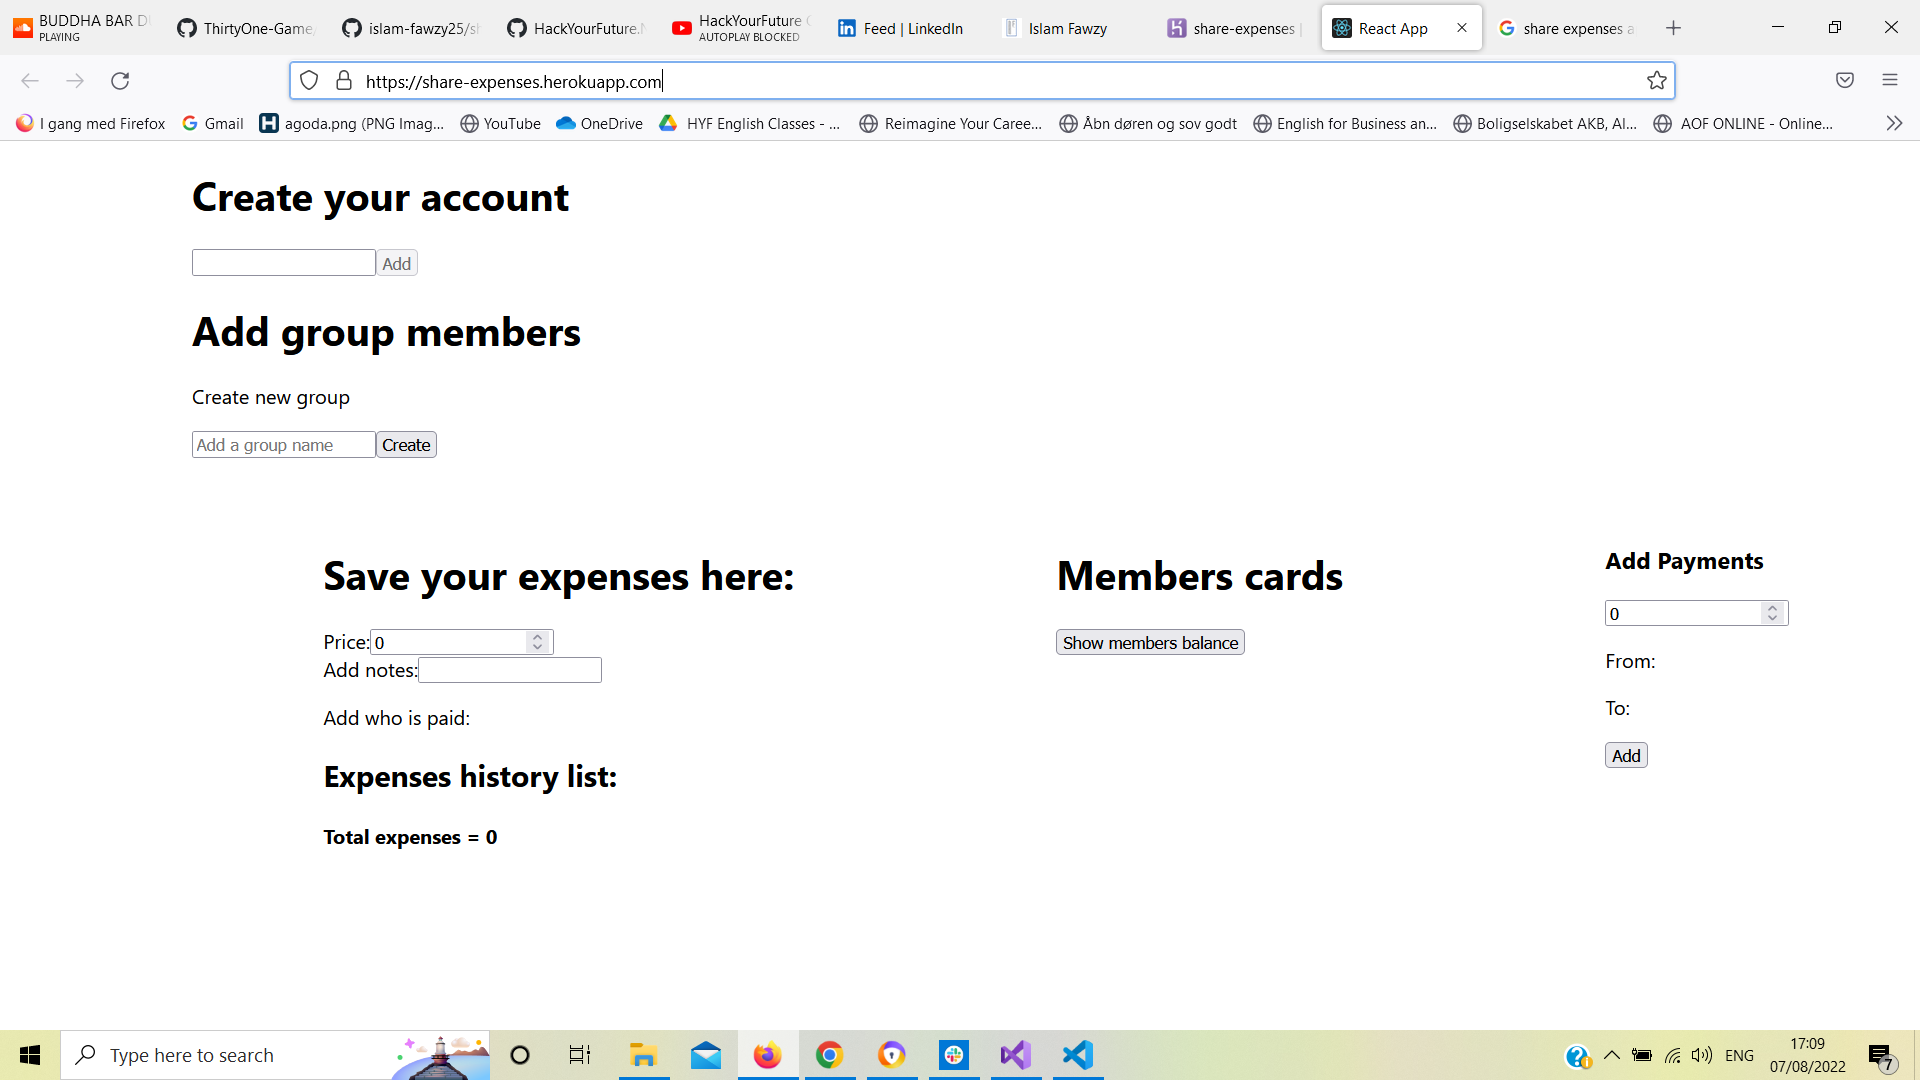 BUDDHA BAR D
PLAYING
ThirtyOne-Game
islam-fawzy25/sh
HackYourFuture.
HackYourFuture
AUTOPLAY BLOCKED
Feed | LinkedIn
Islam Fawzy
share-expenses |
React App
share expenses a
https://share-expenses.herokuapp.com
I gang med Firefox
Gmail
agoda.png (PNG Imag...
YouTube
OneDrive
HYF English Classes - ...
Reimagine Your Caree...
Åbn døren og sov godt
English for Business an...
Boligselskabet AKB, Al...
AOF ONLINE - Online...
Create your account
Add
Add group members
Create new group
Add a group name Create
Save your expenses here:
Price: 0
Add notes:
Add who is paid:
Expenses history list:
Total expenses = 0
Members cards
Show members balance
Add Payments
0
From:
To:
Add
Type here to search
ENG
17:09
07/08/2022
7